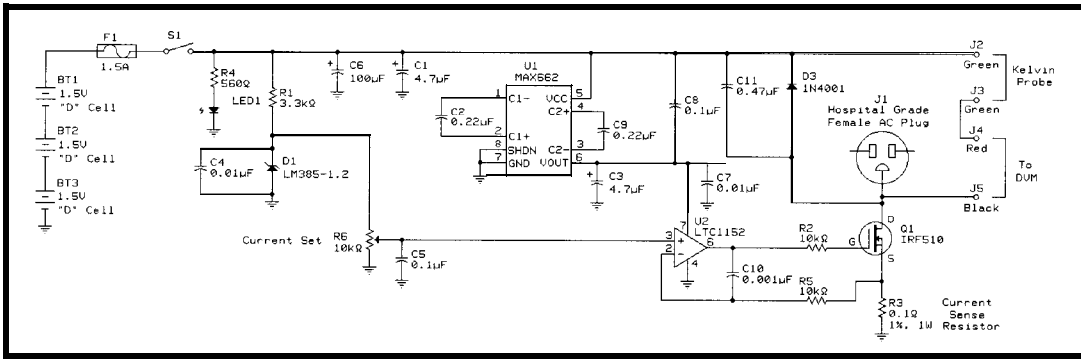 F1
1.5A
S1
BT1
1.5V
"D" Cell
BT2
1.5V
"D" Cell
BT3
1.5V
"D" Cell
R4
560Ω
LED1
R1
3.3kΩ
C4
0.01µF
D1
LM385-1.2
C6
100µF
+
C1
4.7µF
+
U1
MAX662
1
C1-
VCC
5
C2+
4
2
C1+
8
SHDN
C2-
3
7
GND
VOUT
6
C2
0.22µF
C9
0.22µF
C3
4.7µF
+
C8
0.1µF
C11
0.47µF
D3
1N4001
C7
0.01µF
J1
Hospital Grade
Female AC Plug
J2
Green
Kelvin
Probe
J3
Green
J4
Red
To
DVM
J5
Black
Current Set
R6
10kΩ
C5
0.1µF
U2
LTC1152
7
3
+
2
-
6
4
C10
0.001µF
R2
10kΩ
R5
10kΩ
G
D
S
Q1
IRF510
R3
0.1Ω
1%, 1W
Current
Sense
Resistor